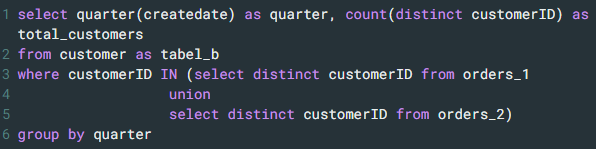 1 select quarter(createdate) as quarter, count(distinct customerID) as
total_customers
2 from customer as tabel_b
3 where customerID IN (select distinct customerID from orders_1
4 union
5 select distinct customerID from orders_2)
6 group by quarter